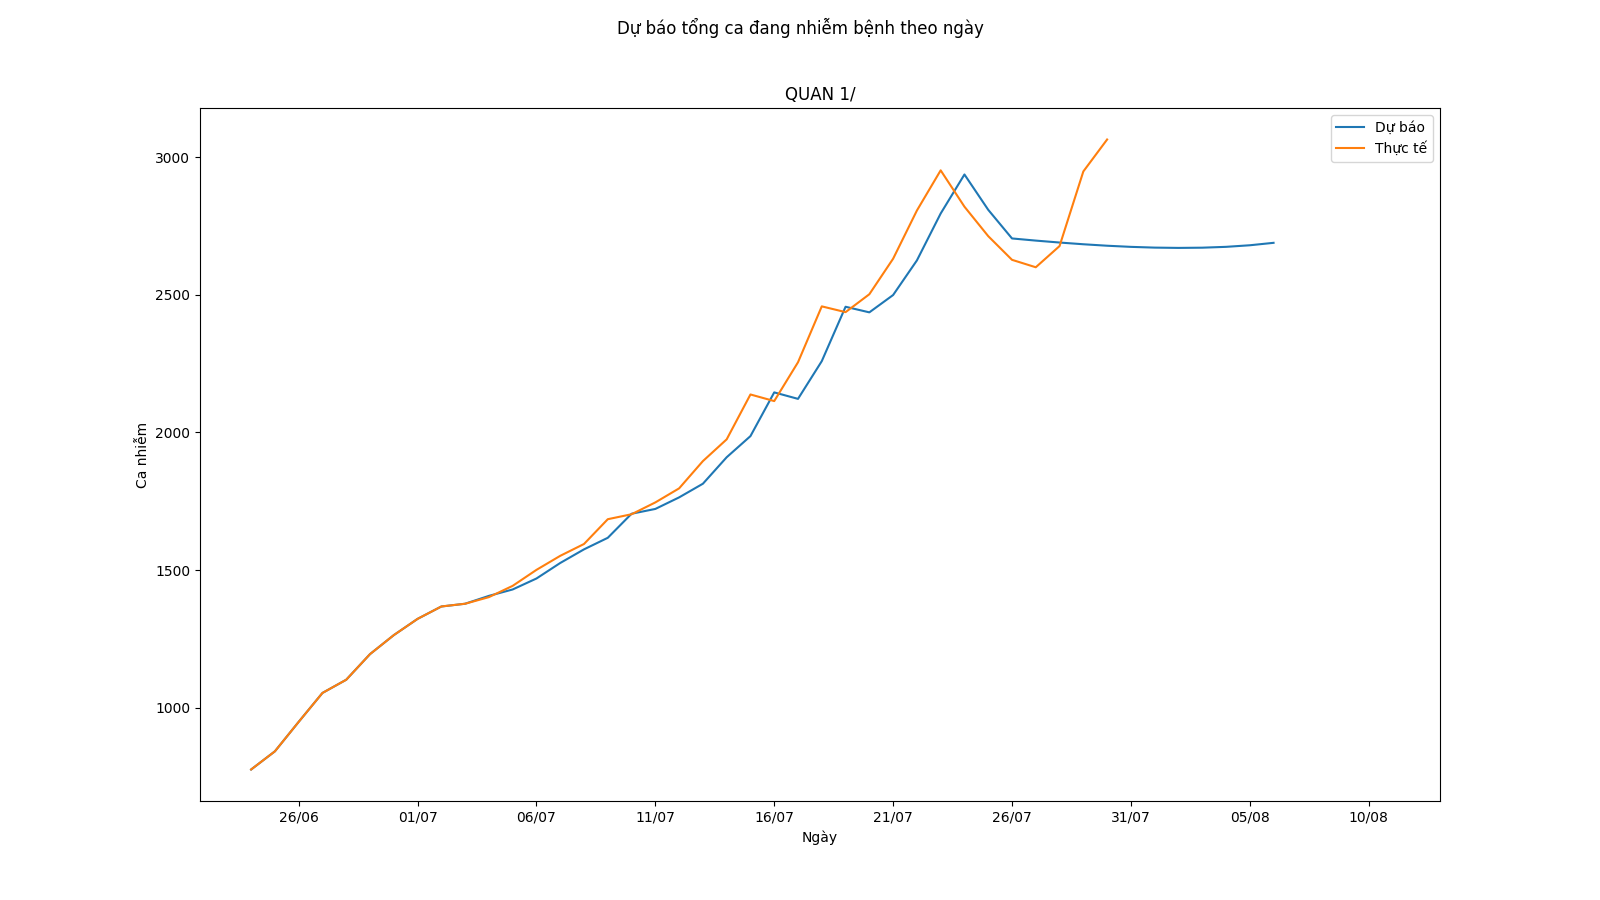 Dự báo tổng ca đang nhiễm bệnh theo ngày
QUAN 1/
Dự báo
Thực tế
3000
2500
2000
1500
1000
Ca nhiễm
26/06
01/07
06/07
11/07
16/07
21/07
26/07
31/07
05/08
10/08
Ngày